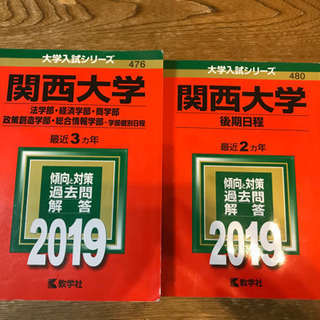 大学入試シリーズ
476
関西大学
法学部・経済学部・商学部
政策創造学部・総合情報学部－学部個別日程
最近3カ年
傾向と対策
過去問
解答
2019
教学社
大学入試シリーズ
480
関西大学
後期日程
最近2カ年
傾向と対策
過去問
解答
2019
教学社